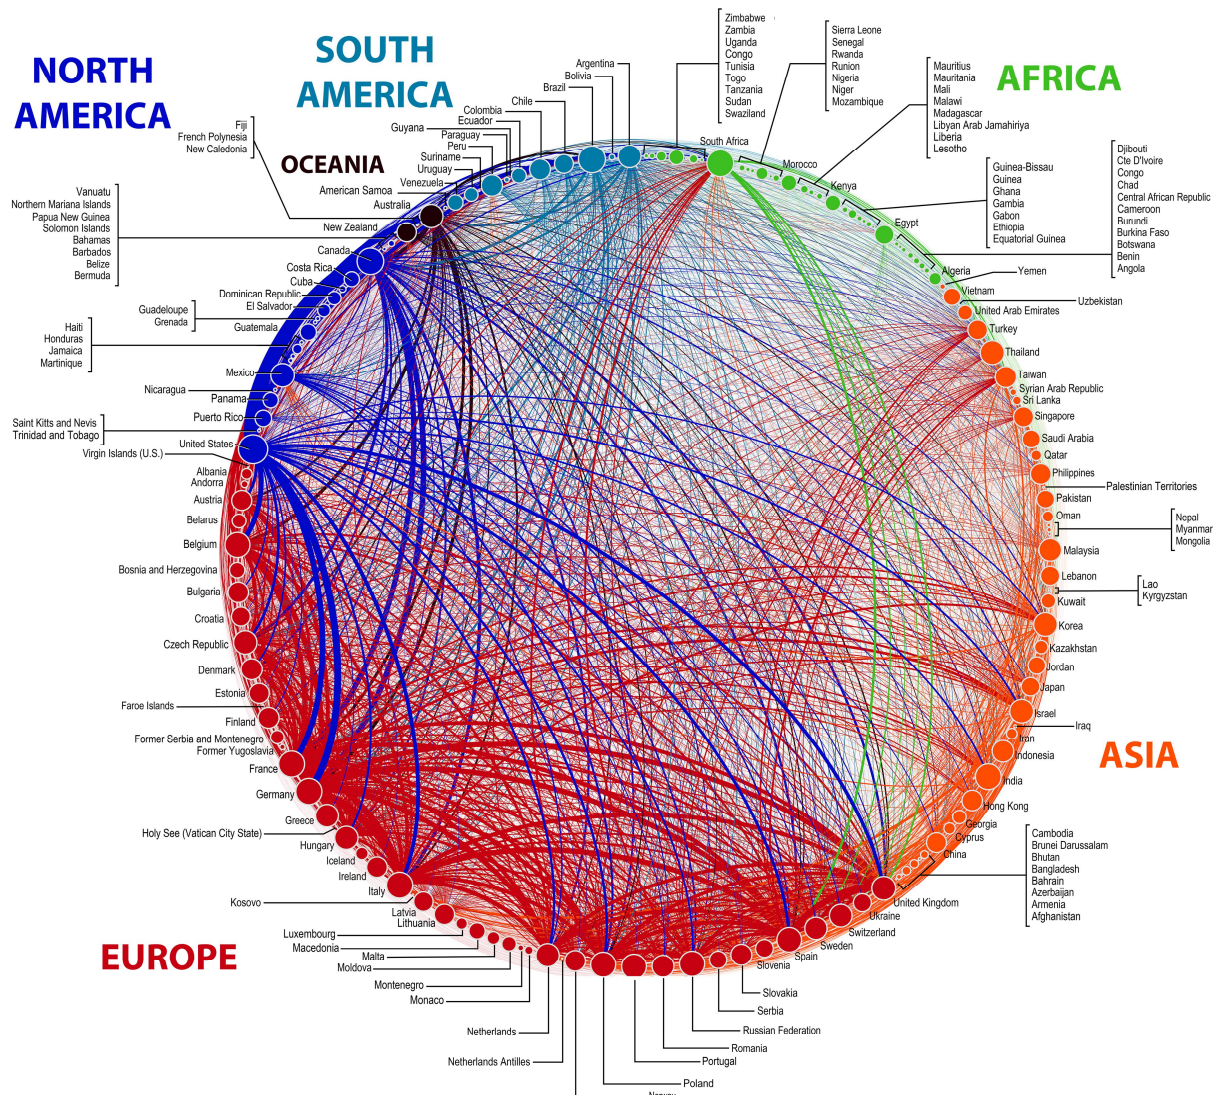 NORTH
AMERICA
SOUTH
AMERICA
OCEANIA
AFRICA
ASIA
EUROPE
Argentina
Bolivia
Brazil
Chile
Colombia
Ecuador
Guyana
Paraguay
Peru
Suriname
Uruguay
Venezuela
American Samoa
Australia
New Zealand
Fiji
French Polynesia
New Caledonia
Vanuatu
Northern Mariana Islands
Papua New Guinea
Solomon Islands
Bahamas
Barbados
Belize
Bermuda
Canada
Costa Rica
Cuba
Dominican Republic
El Salvador
Guadeloupe
Grenada
Guatemala
Haiti
Honduras
Jamaica
Martinique
Mexico
Nicaragua
Panama
Puerto Rico
Saint Kitts and Nevis
Trinidad and Tobago
United States
Virgin Islands (U.S.)
Albania
Andorra
Austria
Belarus
Belgium
Bosnia and Herzegovina
Bulgaria
Croatia
Czech Republic
Denmark
Estonia
Faroe Islands
Finland
Former Serbia and Montenegro
Former Yugoslavia
France
Germany
Greece
Holy See (Vatican City State)
Hungary
Iceland
Ireland
Italy
Kosovo
Latvia
Lithuania
Luxembourg
Macedonia
Malta
Moldova
Montenegro
Monaco
Netherlands
Netherlands Antilles
Norway
Poland
Portugal
Romania
Russian Federation
Serbia
Slovakia
Slovenia
Spain
Sweden
Switzerland
Ukraine
United Kingdom
Zimbabwe
Zambia
Uganda
Congo
Tunisia
Togo
Tanzania
Sudan
Swaziland
South Africa
Sierra Leone
Senegal
Rwanda
Runion
Nigeria
Niger
Mozambique
Morocco
Mauritius
Mauritania
Mali
Malawi
Madagascar
Libyan Arab Jamahiriya
Liberia
Lesotho
Kenya
Guinea-Bissau
Guinea
Ghana
Gambia
Gabon
Ethiopia
Equatorial Guinea
Egypt
Djibouti
Cte D'Ivoire
Congo
Chad
Central African Republic
Cameroon
Burundi
Burkina Faso
Botswana
Benin
Angola
Algeria
Yemen
Vietnam
Uzbekistan
United Arab Emirates
Turkey
Thailand
Taiwan
Syrian Arab Republic
Sri Lanka
Singapore
Saudi Arabia
Qatar
Philippines
Palestinian Territories
Pakistan
Oman
Nepal
Myanmar
Mongolia
Malaysia
Lebanon
Lao
Kyrgyzstan
Kuwait
Korea
Kazakhstan
Jordan
Japan
Israel
Iraq
Iran
Indonesia
India
Hong Kong
Georgia
Cyprus
China
Cambodia
Brunei Darussalam
Bhutan
Bangladesh
Bahrain
Azerbaijan
Armenia
Afghanistan